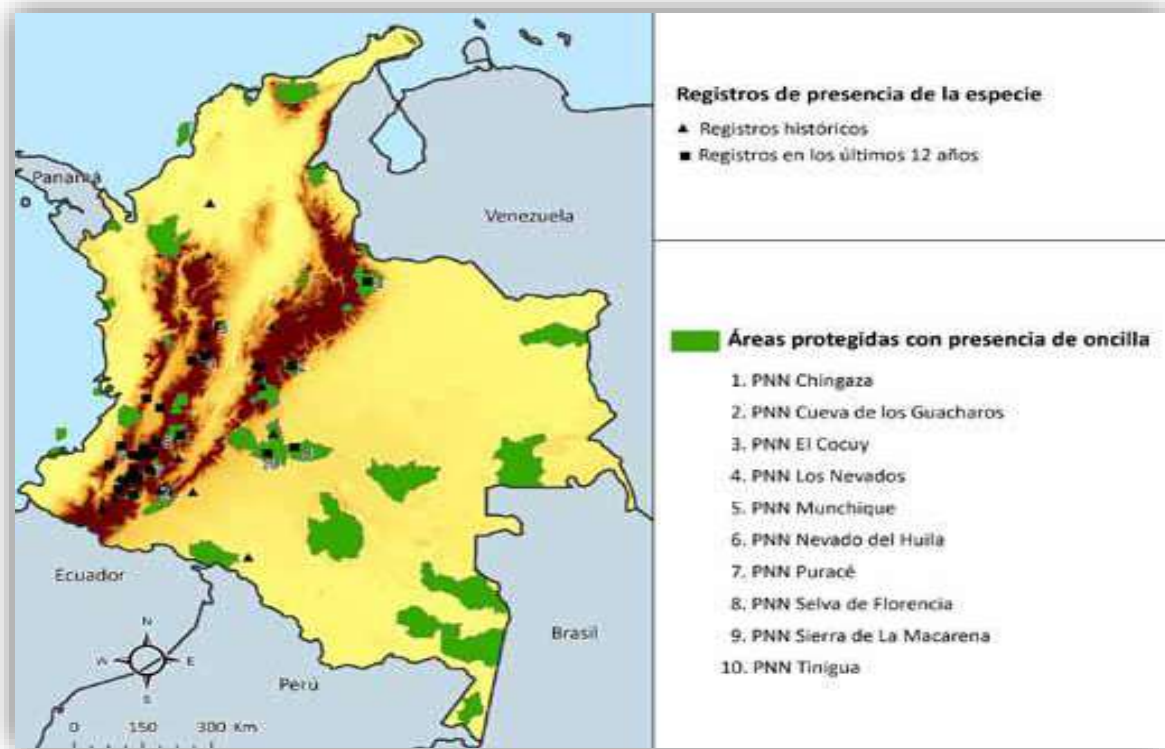 Panamá
Venezuela
Ecuador
Perú
Brasil
N
W E
S
0 150 300 Km
Registros de presencia de la especie
Registros históricos
Registros en los últimos 12 años
Áreas protegidas con presencia de oncilla
1. PNN Chingaza
2. PNN Cueva de los Guacharos
3. PNN El Cocuy
4. PNN Los Nevados
5. PNN Munchique
6. PNN Nevado del Huila
7. PNN Puracé
8. PNN Selva de Florencia
9. PNN Sierra de La Macarena
10. PNN Tinigua